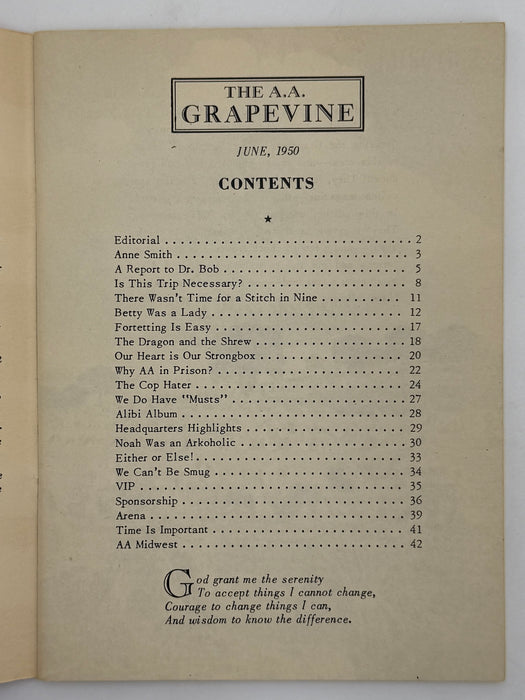 THE A.A.
GRAPEVINE
JUNE, 1950
CONTENTS
★
Editorial . . . . . . . . . . . . . . . . . . . . . . . . . . . . . . . 2
Anne Smith . . . . . . . . . . . . . . . . . . . . . . . . . . . . . 3
A Report to Dr. Bob . . . . . . . . . . . . . . . . . . . . . . . 5
Is This Trip Necessary? . . . . . . . . . . . . . . . . . . . . 8
There Wasn't Time for a Stitch in Nine . . . . . . . . . . 11
Betty Was a Lady . . . . . . . . . . . . . . . . . . . . . . . . 12
Fortetting Is Easy . . . . . . . . . . . . . . . . . . . . . . . 17
The Dragon and the Shrew . . . . . . . . . . . . . . . . . . 18
Our Heart is Our Strongbox . . . . . . . . . . . . . . . . . 20
Why AA in Prison? . . . . . . . . . . . . . . . . . . . . . . . 22
The Cop Hater . . . . . . . . . . . . . . . . . . . . . . . . . . 24
We Do Have "Musts" . . . . . . . . . . . . . . . . . . . . . . 27
Alibi Album . . . . . . . . . . . . . . . . . . . . . . . . . . . 28
Headquarters Highlights . . . . . . . . . . . . . . . . . . . 29
Noah Was an Arkoholic . . . . . . . . . . . . . . . . . . . . 30
Either or Else! . . . . . . . . . . . . . . . . . . . . . . . . . 33
We Can't Be Smug . . . . . . . . . . . . . . . . . . . . . . . 34
VIP . . . . . . . . . . . . . . . . . . . . . . . . . . . . . . . . 35
Sponsorship . . . . . . . . . . . . . . . . . . . . . . . . . . . 36
Arena . . . . . . . . . . . . . . . . . . . . . . . . . . . . . . . 39
Time Is Important . . . . . . . . . . . . . . . . . . . . . . . 41
AA Midwest . . . . . . . . . . . . . . . . . . . . . . . . . . . 42
God grant me the serenity
To accept things I cannot change,
Courage to change things I can,
And wisdom to know the difference.